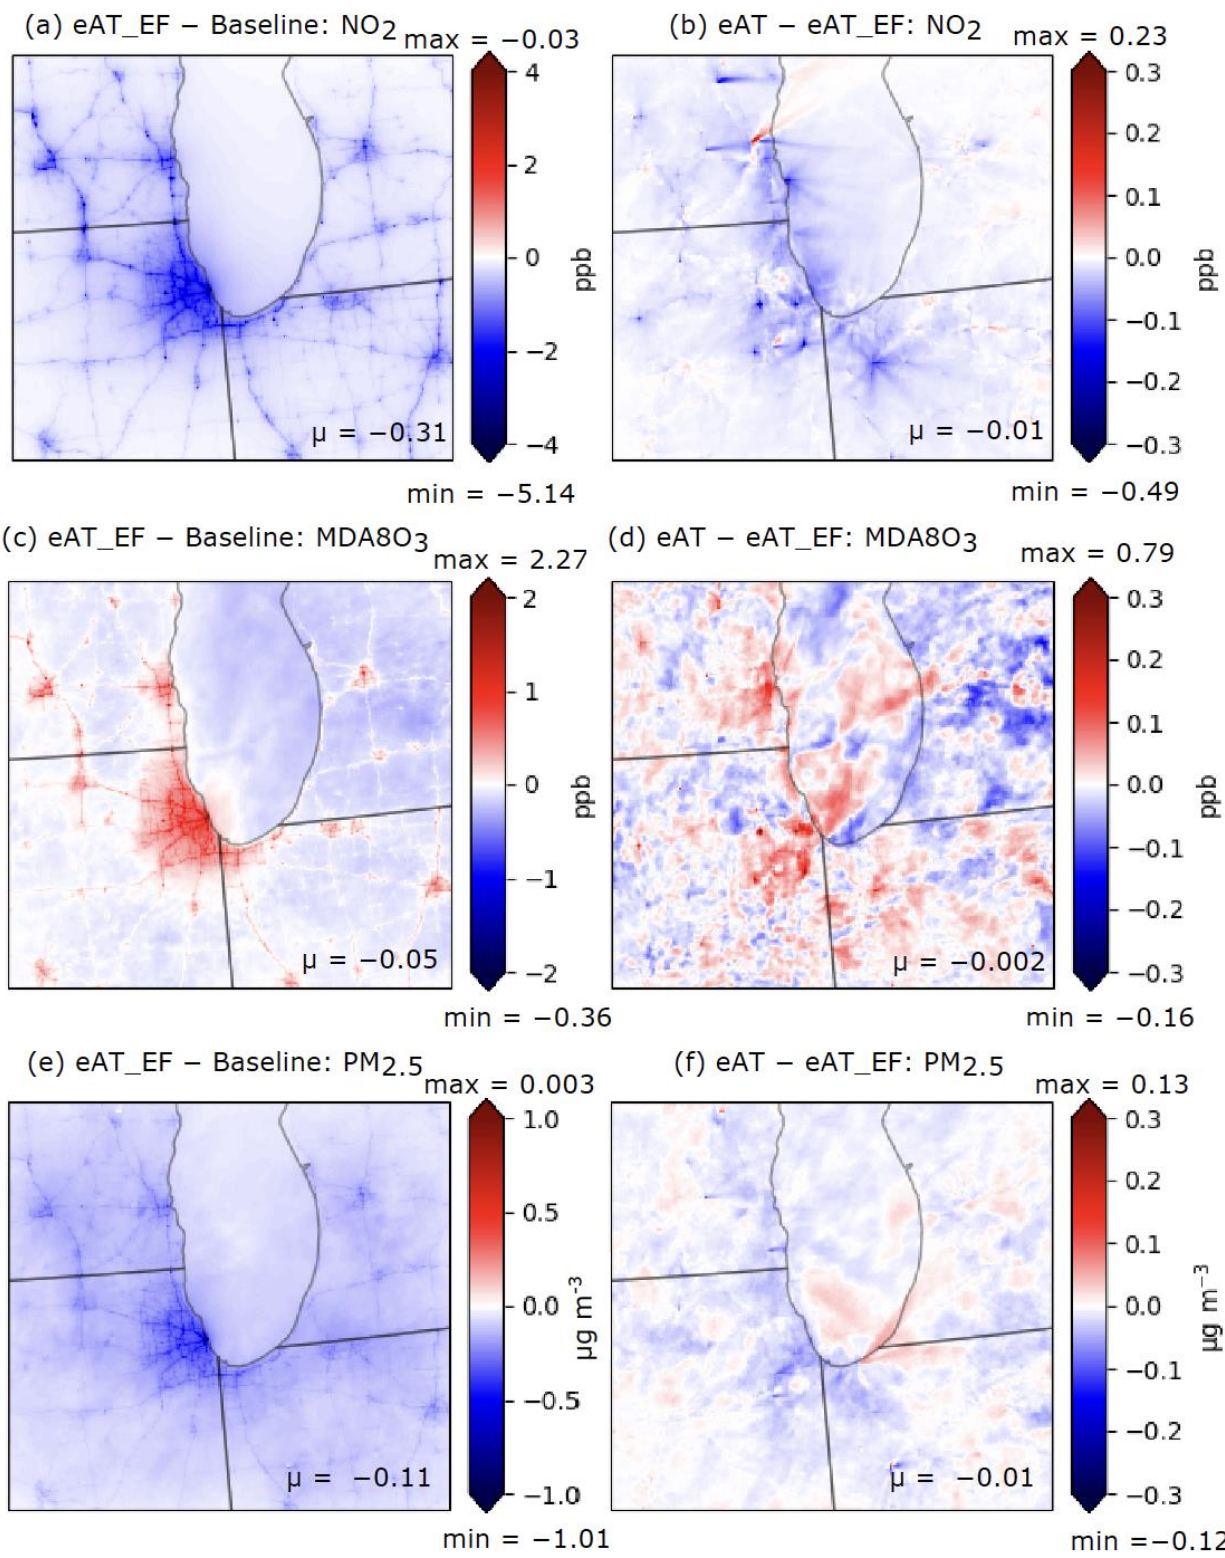 (a) eAT_EF − Baseline: NO2 max = −0.03
4
2
0
−2
−4
ppb
μ = −0.31
min = −5.14
(b) eAT − eAT_EF: NO2 max = 0.23
0.3
0.2
0.1
0.0
−0.1
−0.2
−0.3
ppb
μ = −0.01
min = −0.49
(c) eAT_EF − Baseline: MDA8O3 max = 2.27
2
1
0
−1
−2
ppb
μ = −0.05
min = −0.36
(d) eAT − eAT_EF: MDA8O3 max = 0.79
0.3
0.2
0.1
0.0
−0.1
−0.2
−0.3
ppb
μ = −0.002
min = −0.16
(e) eAT_EF − Baseline: PM2.5 max = 0.003
1.0
0.5
0.0
−0.5
−1.0
μg m-3
μ = −0.11
min = −1.01
(f) eAT − eAT_EF: PM2.5 max = 0.13
0.3
0.2
0.1
0.0
−0.1
−0.2
−0.3
μg m−3
μ = −0.01
min =−0.12